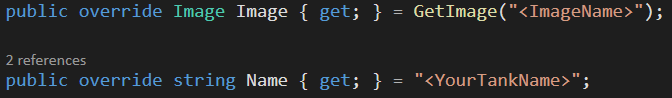 public override Image Image { get; } = GetImage("<ImageName>");
2 references
public override string Name { get; } = "<YourTankName>";